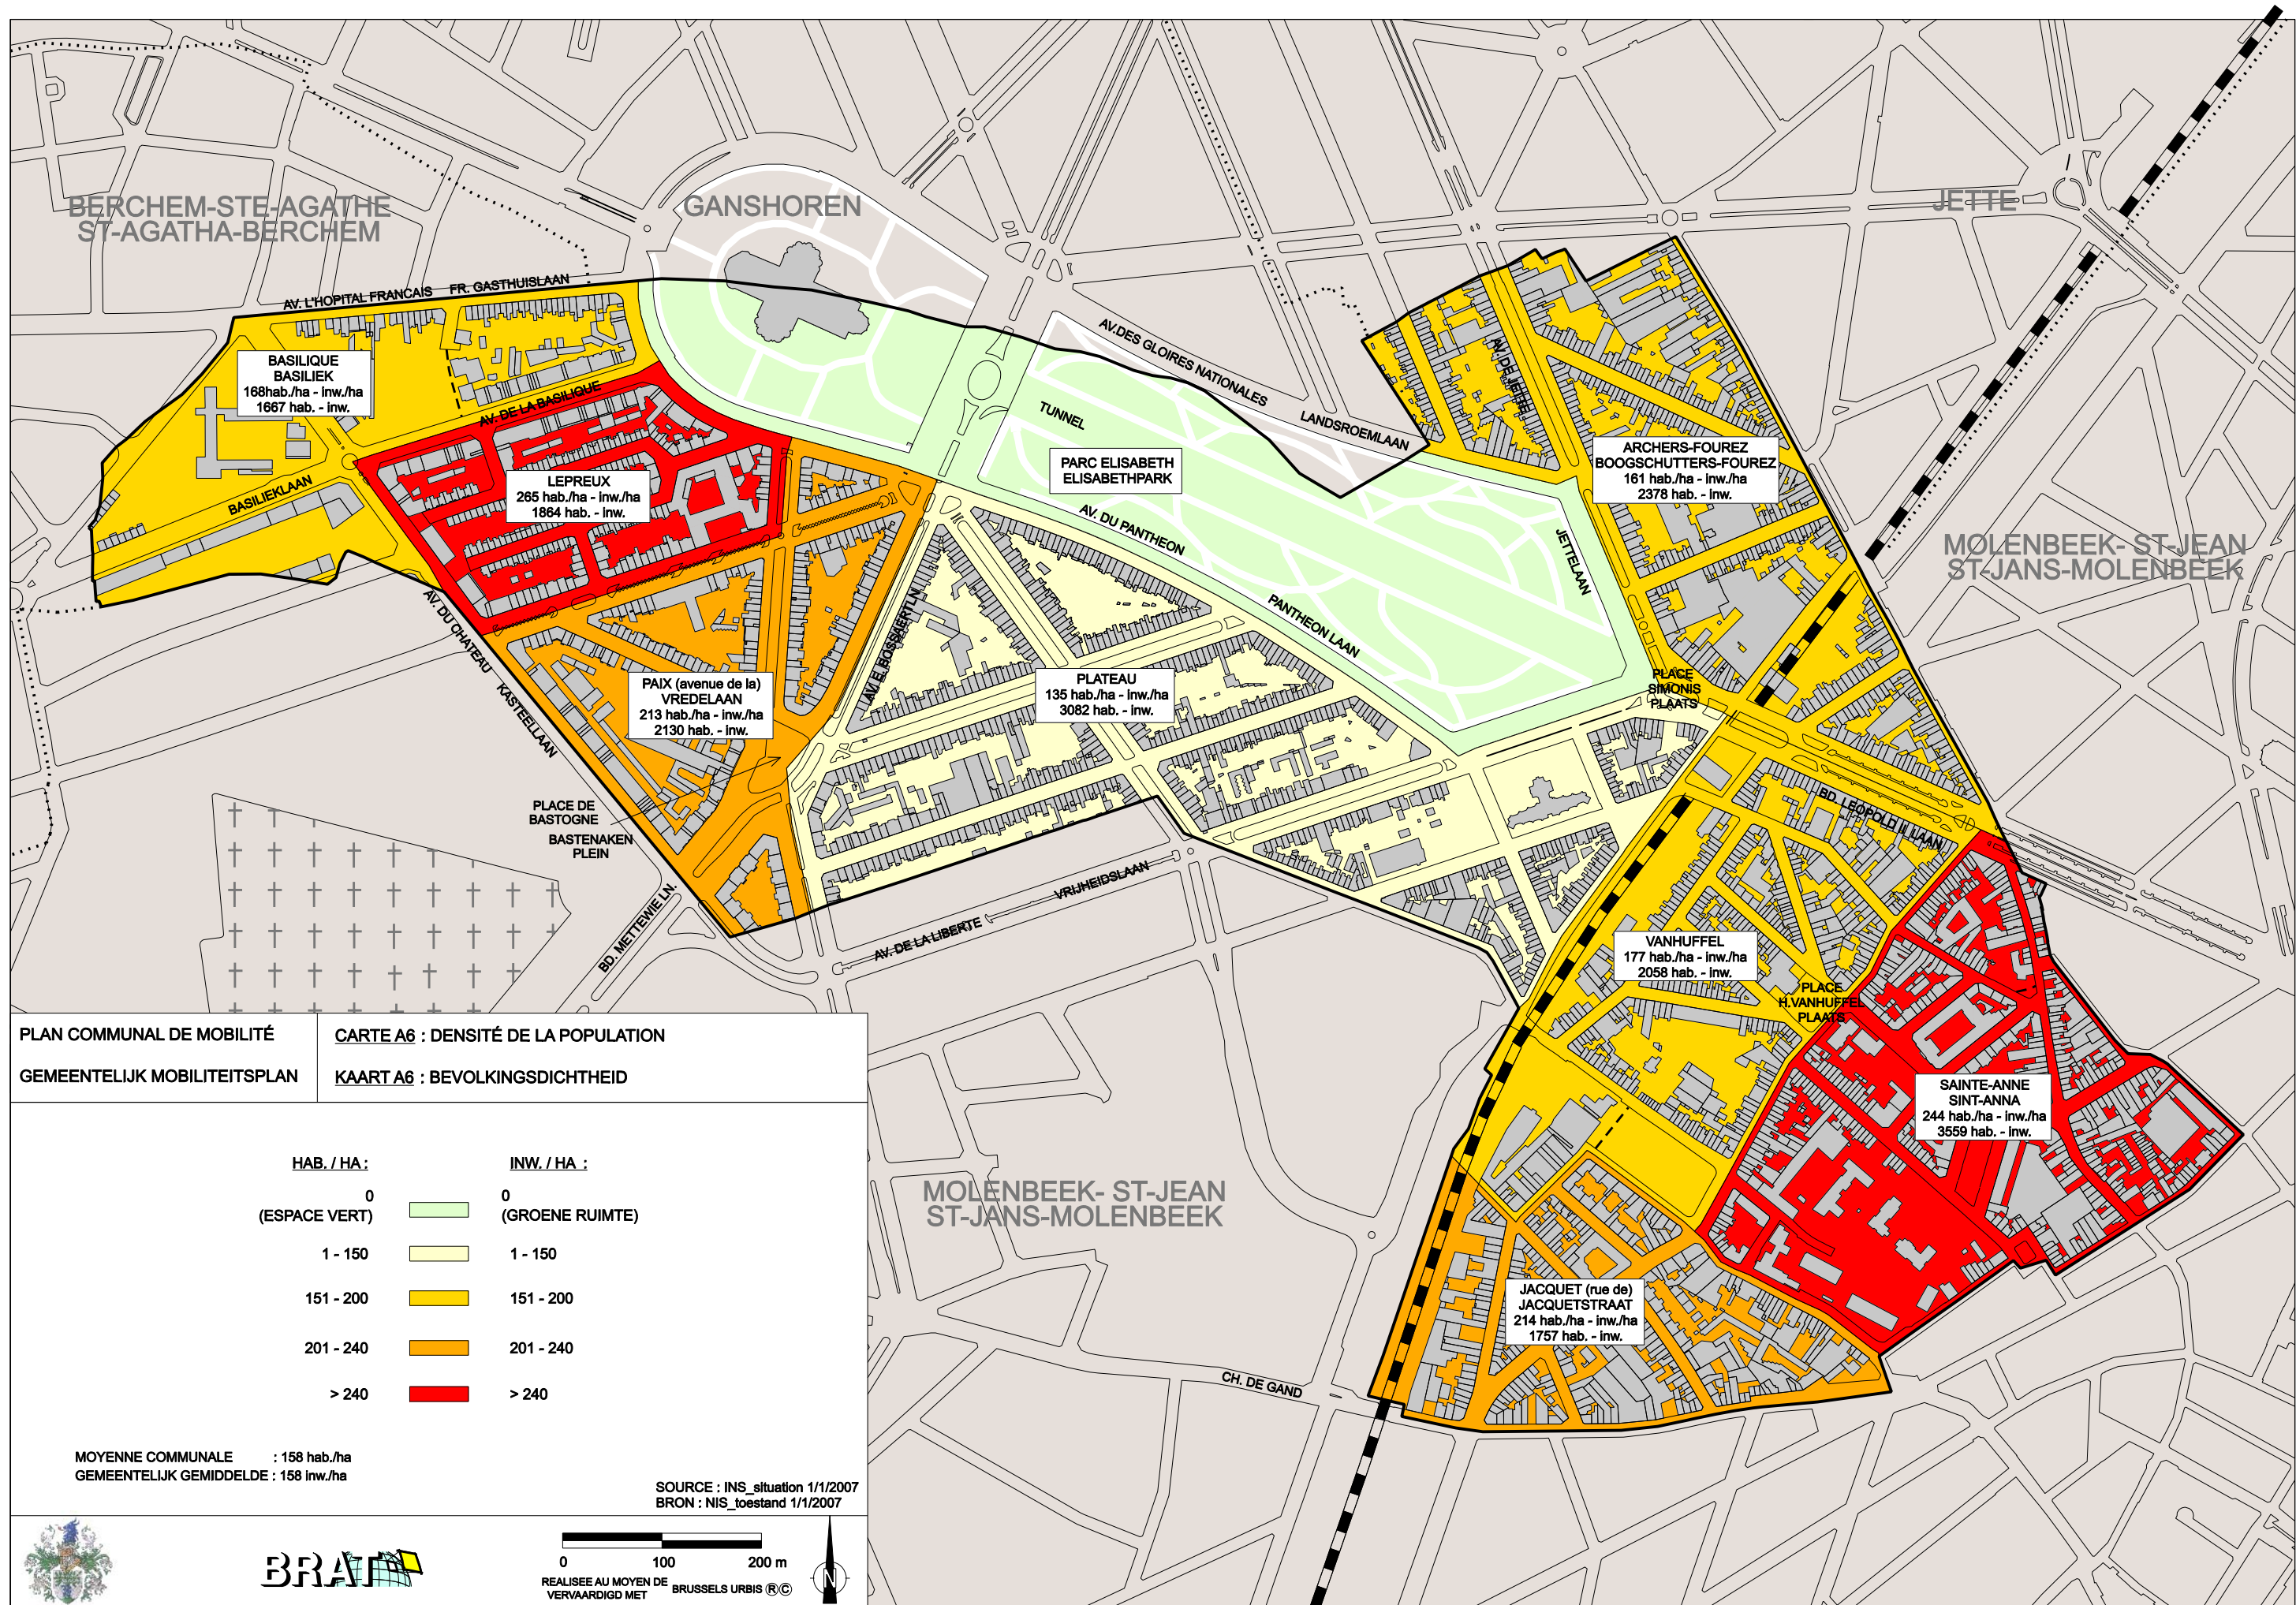 BERCHEM-STE-AGATHE
ST-AGATHA-BERCHEM
GANSHOREN
JETTE
AV. L'HOPITAL FRANCAIS FR. GASTHUISLAAN
BASILIQUE
BASILIEK
168hab./ha - inw./ha
1667 hab. - inw.
AV. DE LA BASILIQUE
BASILIEKLAAN
LEPREUX
265 hab./ha - inw./ha
1864 hab. - inw.
AV.DES GLOIRES NATIONALES
LANDSROEMLAAN
TUNNEL
PARC ELISABETH
ELISABETHPARK
AV. DE JETTE
JETTELAAN
ARCHERS-FOUREZ
BOOGSCHUTTERS-FOUREZ
161 hab./ha - inw./ha
2378 hab. - inw.
MOLENBEEK- ST-JEAN
ST-JANS-MOLENBEEK
AV. DU PANTHEON
PANTHEON LAAN
AV. DU CHATEAU
KASTEELLAAN
AV. E. BOSSAERTLN
PAIX (avenue de la)
VREDELAAN
213 hab./ha - inw./ha
2130 hab. - inw.
PLATEAU
135 hab./ha - inw./ha
3082 hab. - inw.
PLACE
SIMONIS
PLAATS
PLACE DE
BASTOGNE
BASTENAKEN
PLEIN
BD. LEOPOLD II LAAN
BD. METTEWIE LN.
AV. DE LA LIBERTE
VRIJHEIDSLAAN
VANHUFFEL
177 hab./ha - inw./ha
2058 hab. - inw.
PLACE
H.VANHUFFEL
PLAATS
SAINTE-ANNE
SINT-ANNA
244 hab./ha - inw./ha
3559 hab. - inw.
MOLENBEEK- ST-JEAN
ST-JANS-MOLENBEEK
JACQUET (rue de)
JACQUETSTRAAT
214 hab./ha - inw./ha
1757 hab. - inw.
CH. DE GAND
PLAN COMMUNAL DE MOBILITÉ
GEMEENTELIJK MOBILITEITSPLAN
CARTE A6 : DENSITÉ DE LA POPULATION
KAART A6 : BEVOLKINGSDICHTHEID
HAB. / HA : INW. / HA :
0 0
(ESPACE VERT) (GROENE RUIMTE)
1 - 150 1 - 150
151 - 200 151 - 200
201 - 240 201 - 240
> 240 > 240
MOYENNE COMMUNALE : 158 hab./ha
GEMEENTELIJK GEMIDDELDE : 158 inw./ha
SOURCE : INS_situation 1/1/2007
BRON : NIS_toestand 1/1/2007
BRAT
0 100 200 m
REALISEE AU MOYEN DE
VERVAARDIGD MET
BRUSSELS URBIS ®©
N